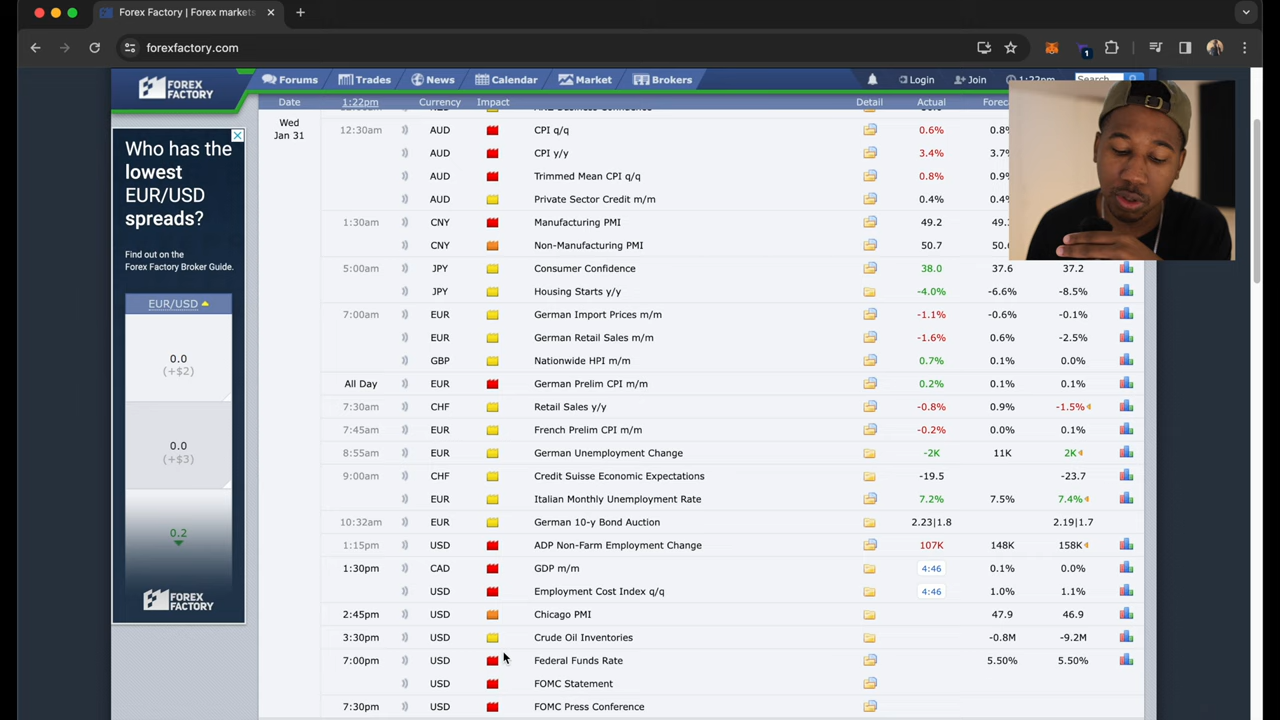 Forex Factory | Forex markets
forexfactory.com
1
FOREX FACTORY
Forums Trades News Calendar Market Brokers Login Join 1:22pm Search
Date 1:22pm Currency Impact Detail Actual
Wed Jan 31
12:30am AUD CPI q/q 0.6% 0.8%
AUD CPI y/y 3.4%
AUD Trimmed Mean CPI q/q 0.8%
AUD Private Sector Credit m/m 0.4%
1:30am CNY Manufacturing PMI 49.2
CNY Non-Manufacturing PMI 50.7
5:00am JPY Consumer Confidence 38.0 37.6 37.2
JPY Housing Starts y/y -4.0% -6.6% -8.5%
7:00am EUR German Import Prices m/m -1.1% -0.6% -0.1%
EUR German Retail Sales m/m -1.6% 0.6% -2.5%
GBP Nationwide HPI m/m 0.7% 0.1% 0.0%
All Day EUR German Prelim CPI m/m 0.2% 0.1% 0.1%
7:30am CHF Retail Sales y/y -0.8% 0.9% -1.5%
7:45am EUR French Prelim CPI m/m -0.2% 0.0% 0.1%
8:55am EUR German Unemployment Change -2K 11K 2K
9:00am CHF Credit Suisse Economic Expectations -19.5 -23.7
EUR Italian Monthly Unemployment Rate 7.2% 7.5% 7.4%
10:32am EUR German 10-y Bond Auction 2.23|1.8 2.19|1.7
1:15pm USD ADP Non-Farm Employment Change 107K 148K 158K
1:30pm CAD GDP m/m 4:46 0.1% 0.0%
USD Employment Cost Index q/q 4:46 1.0% 1.1%
2:45pm USD Chicago PMI 47.9 46.9
3:30pm USD Crude Oil Inventories -0.8M -9.2M
7:00pm USD Federal Funds Rate 5.50% 5.50%
USD FOMC Statement
7:30pm USD FOMC Press Conference
Who has the
lowest
EUR/USD
spreads?
Find out on the
Forex Factory Broker Guide.
EUR/USD
0.0
(+$2)
0.0
(+$3)
0.2
FOREX FACTORY